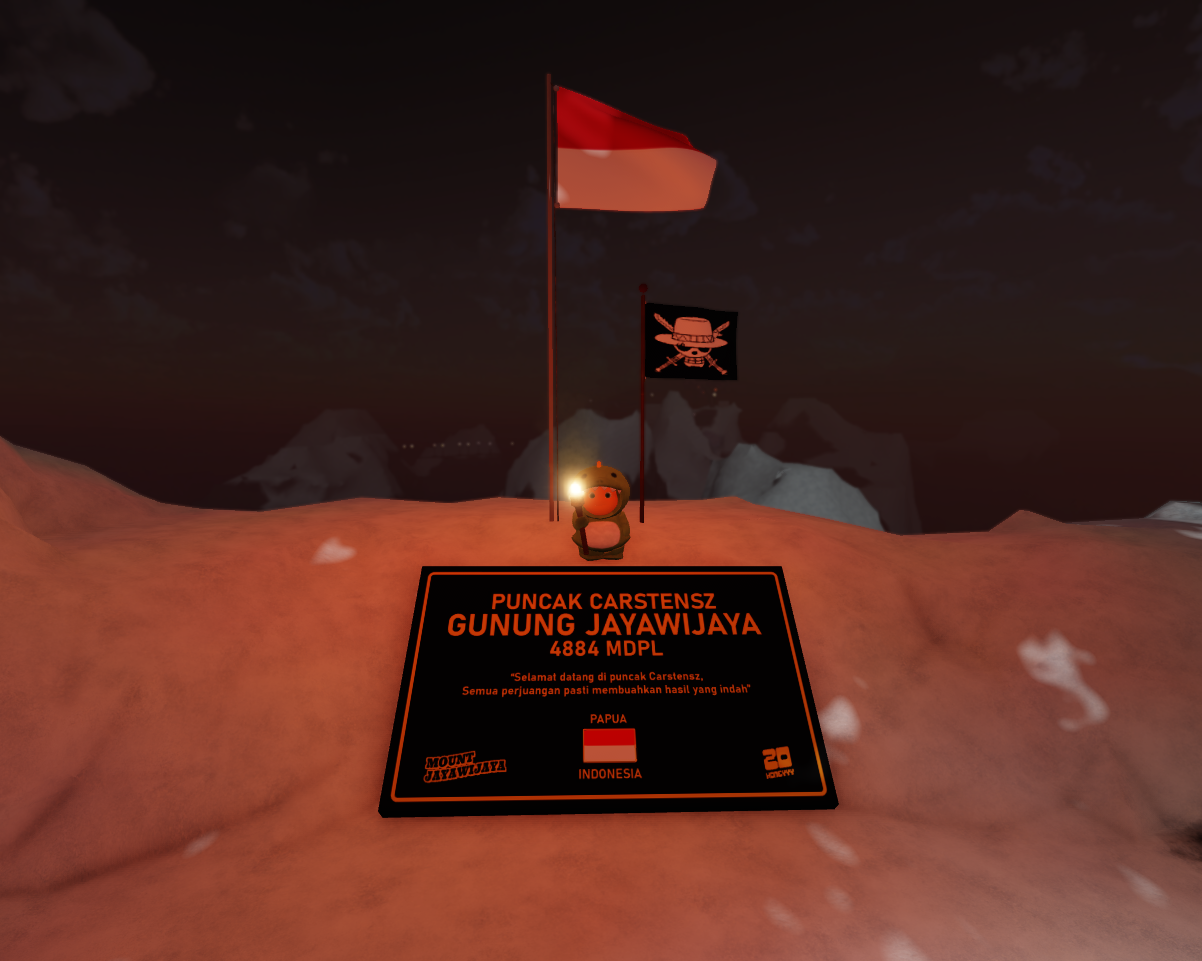 PUNCAK CARSTENSZ
GUNUNG JAYAWIJAYA
4884 MDPL
"Selamat datang di puncak Carstensz,
Semua perjuangan pasti membuahkan hasil yang indah"
PAPUA
INDONESIA
MOUNT
JAYAWIJAYA